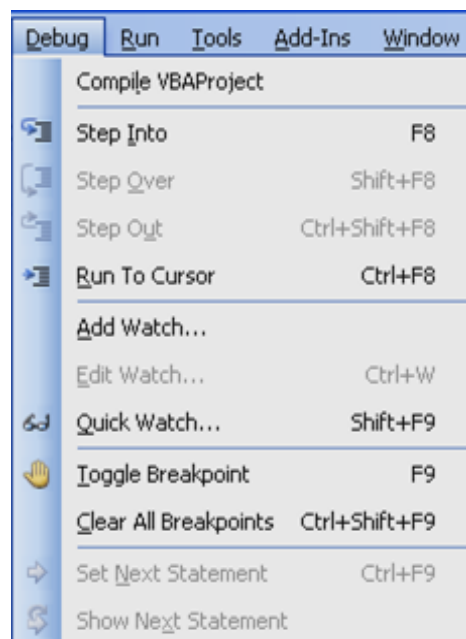 Debug Run Tools Add-Ins Window
Compile VBAProject
Step Into F8
Step Over Shift+F8
Step Out Ctrl+Shift+F8
Run To Cursor Ctrl+F8
Add Watch...
Edit Watch... Ctrl+W
Quick Watch... Shift+F9
Toggle Breakpoint F9
Clear All Breakpoints Ctrl+Shift+F9
Set Next Statement Ctrl+F9
Show Next Statement